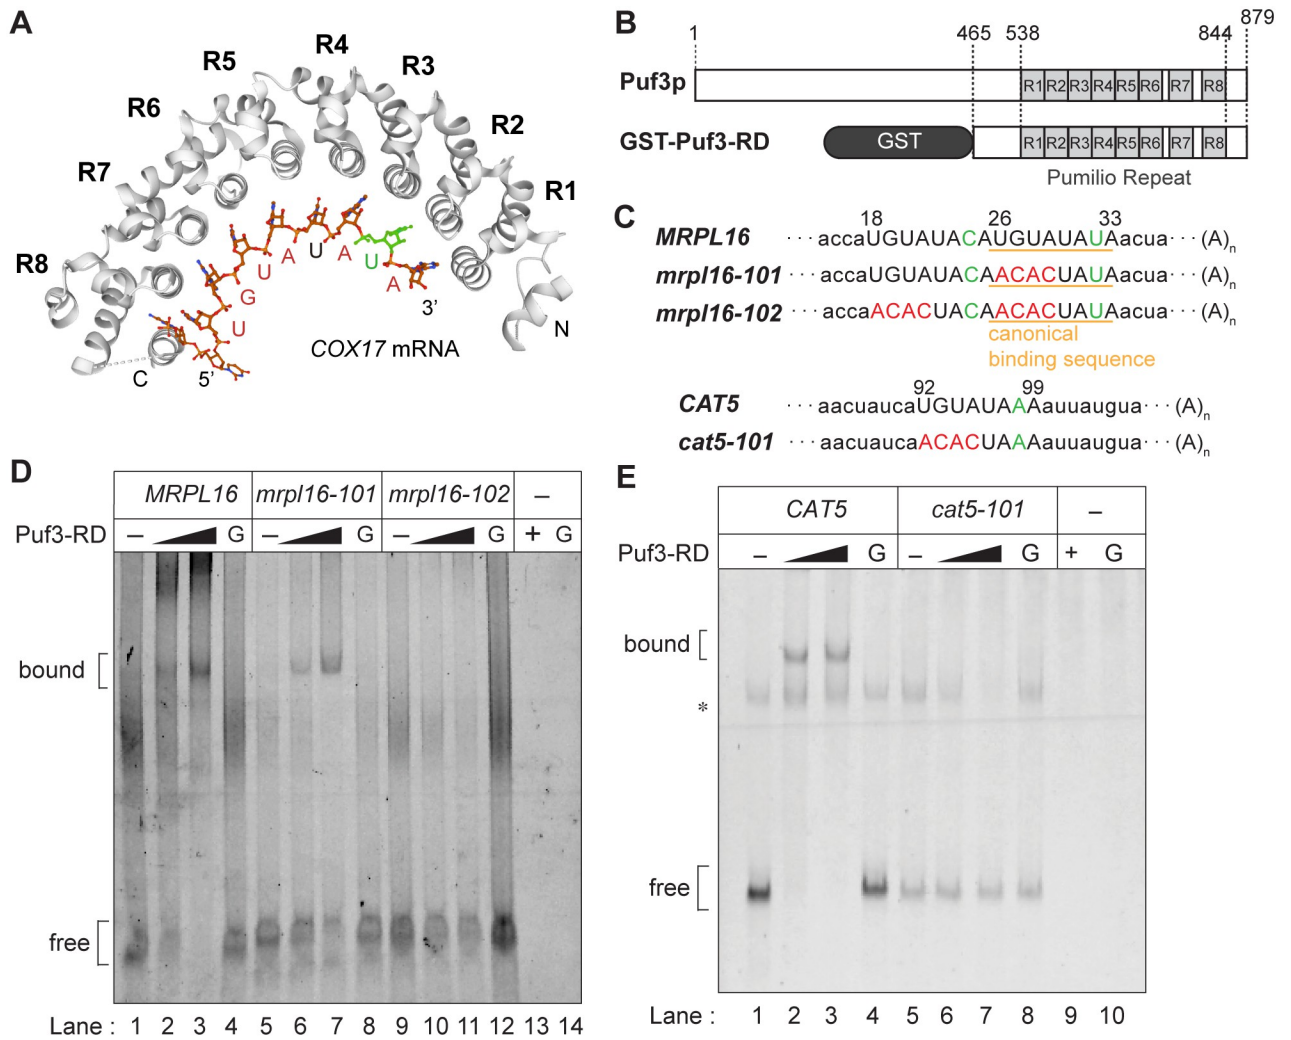 A
R8
R7
R6
R5
R4
R3
R2
R1
U
G
U
A
U
A
U
A
3’
5’
C
N
COX17 mRNA
B
1
465
538
844
879
Puf3p
R1 R2 R3 R4 R5 R6 R7 R8
GST-Puf3-RD
GST
R1 R2 R3 R4 R5 R6 R7 R8
Pumilio Repeat
C
18 26 33
MRPL16 ··· accaUGUAUACAUGUAUAUAacua ··· (A)n
mrpl16-101 ··· accaUGUAUACAACACUAUAacua ··· (A)n
mrpl16-102 ··· accaACACUACAACACUAUAacua ··· (A)n
canonical
binding sequence
92 99
CAT5 ··· aacuaucaUGUAUAAAauuaugua ··· (A)n
cat5-101 ··· aacuaucaACACUAAAauuaugua ··· (A)n
D
MRPL16 mrpl16-101 mrpl16-102 –
Puf3-RD – G – G – G + G
bound
free
Lane : 1 2 3 4 5 6 7 8 9 10 11 12 13 14
E
CAT5 cat5-101 –
Puf3-RD – G – G + G
bound
*
free
Lane : 1 2 3 4 5 6 7 8 9 10